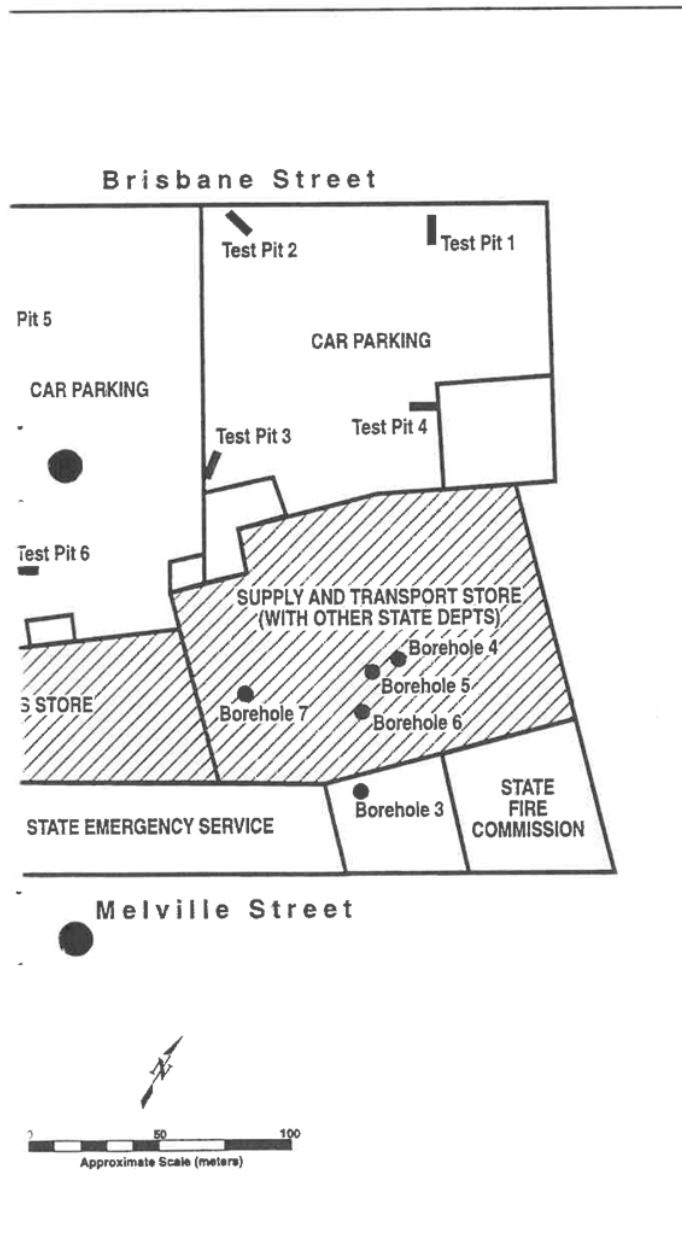 Brisbane Street
Test Pit 2
Test Pit 1
Pit 5
CAR PARKING
CAR PARKING
Test Pit 3
Test Pit 4
Test Pit 6
SUPPLY AND TRANSPORT STORE
(WITH OTHER STATE DEPTS)
Borehole 4
Borehole 5
S STORE
Borehole 7
Borehole 6
STATE
FIRE
COMMISSION
Borehole 3
STATE EMERGENCY SERVICE
Melville Street
N
50
100
Approximate Scale (meters)